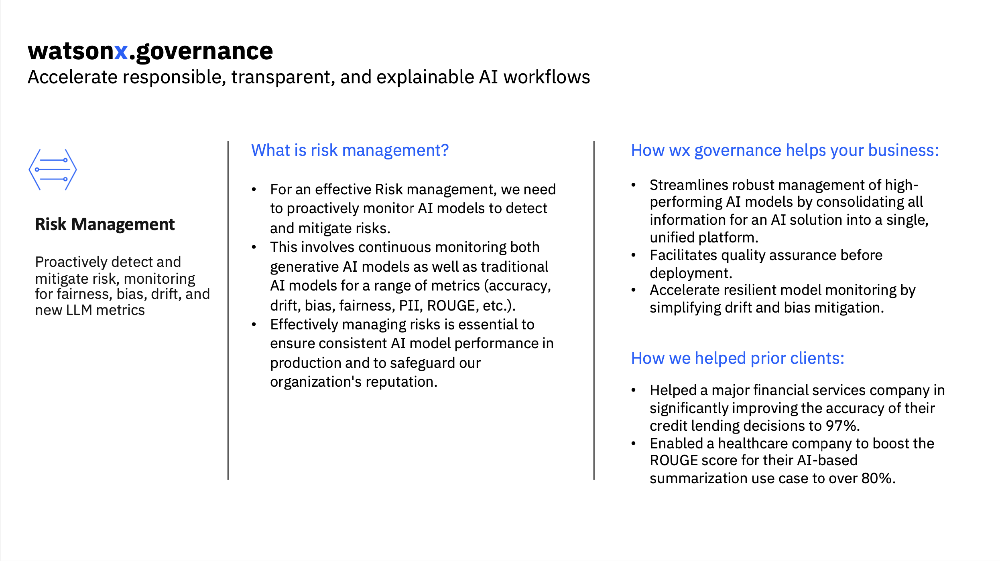 watsonx.governance
Accelerate responsible, transparent, and explainable AI workflows
Risk Management
Proactively detect and
mitigate risk, monitoring
for fairness, bias, drift, and
new LLM metrics
What is risk management?
• For an effective Risk management, we need
to proactively monitor AI models to detect
and mitigate risks.
• This involves continuous monitoring both
generative AI models as well as traditional
AI models for a range of metrics (accuracy,
drift, bias, fairness, PII, ROUGE, etc.).
• Effectively managing risks is essential to
ensure consistent AI model performance in
production and to safeguard our
organization's reputation.
How wx governance helps your business:
• Streamlines robust management of high-
performing AI models by consolidating all
information for an AI solution into a single,
unified platform.
• Facilitates quality assurance before
deployment.
• Accelerate resilient model monitoring by
simplifying drift and bias mitigation.
How we helped prior clients:
• Helped a major financial services company in
significantly improving the accuracy of their
credit lending decisions to 97%.
• Enabled a healthcare company to boost the
ROUGE score for their AI-based
summarization use case to over 80%.